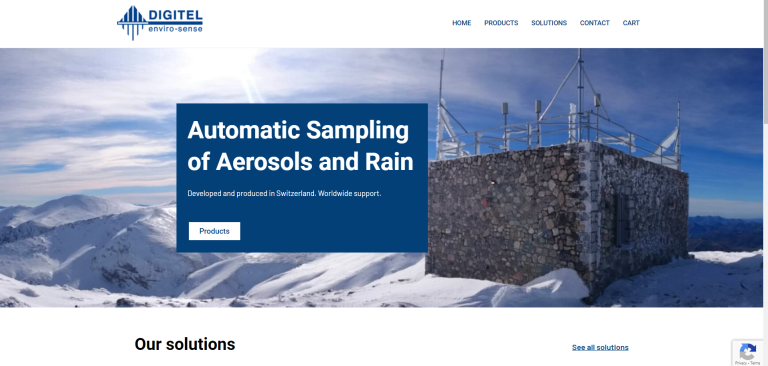 DIGITEL
enviro-sense
HOME PRODUCTS SOLUTIONS CONTACT CART
Automatic Sampling
of Aerosols and Rain
Developed and produced in Switzerland. Worldwide support.
Products
Our solutions
See all solutions
Privacy - Terms